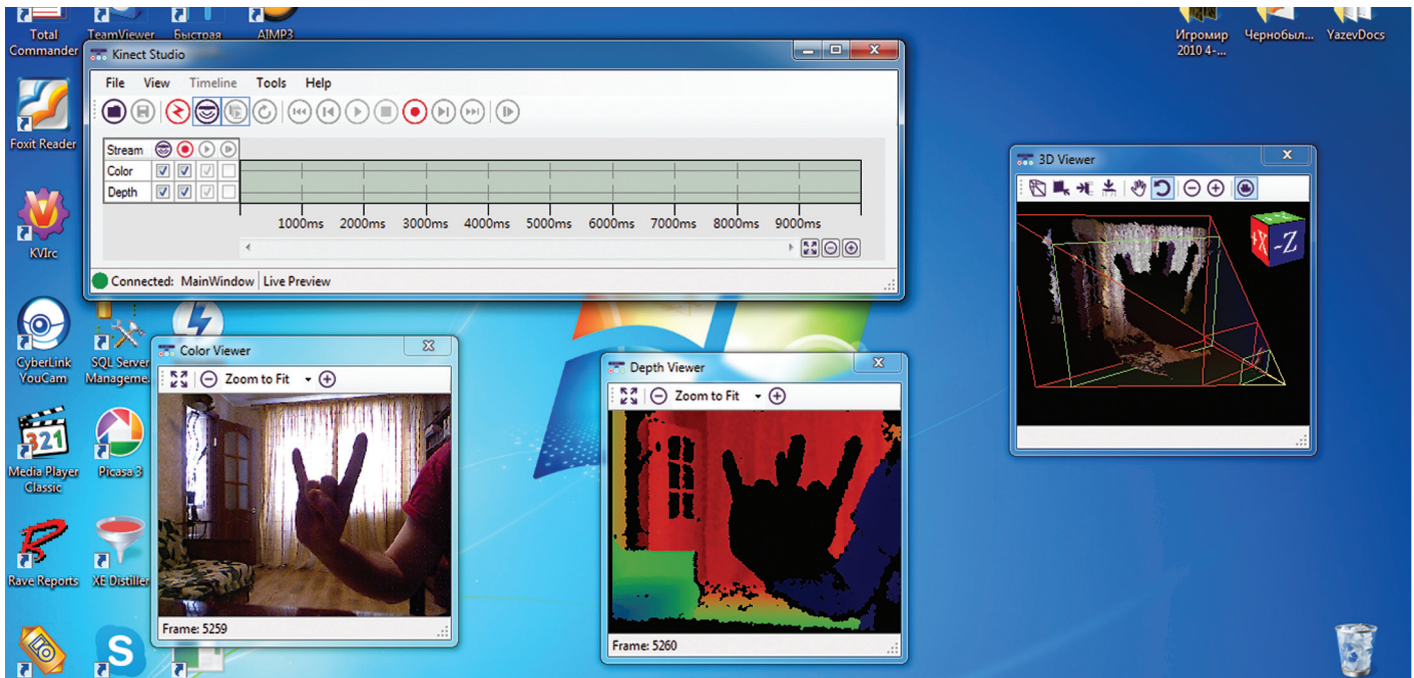 Total
Commander
TeamViewer
Быстрая
AIMP3
Игромир
2010 4-...
Чернобыл...
YazevDocs
Kinect Studio
File View Timeline Tools Help
Foxit Reader
Stream
Color
Depth
1000ms 2000ms 3000ms 4000ms 5000ms 6000ms 7000ms 8000ms 9000ms
Connected: MainWindow Live Preview
KVIrc
3D Viewer
+X -Z
CyberLink
YouCam
SQL Server
Manageme
Color Viewer
Zoom to Fit
Frame: 5259
Depth Viewer
Zoom to Fit
Frame: 5260
321
Media Player
Classic
Picasa 3
R
Rave Reports
XE Distiller
S